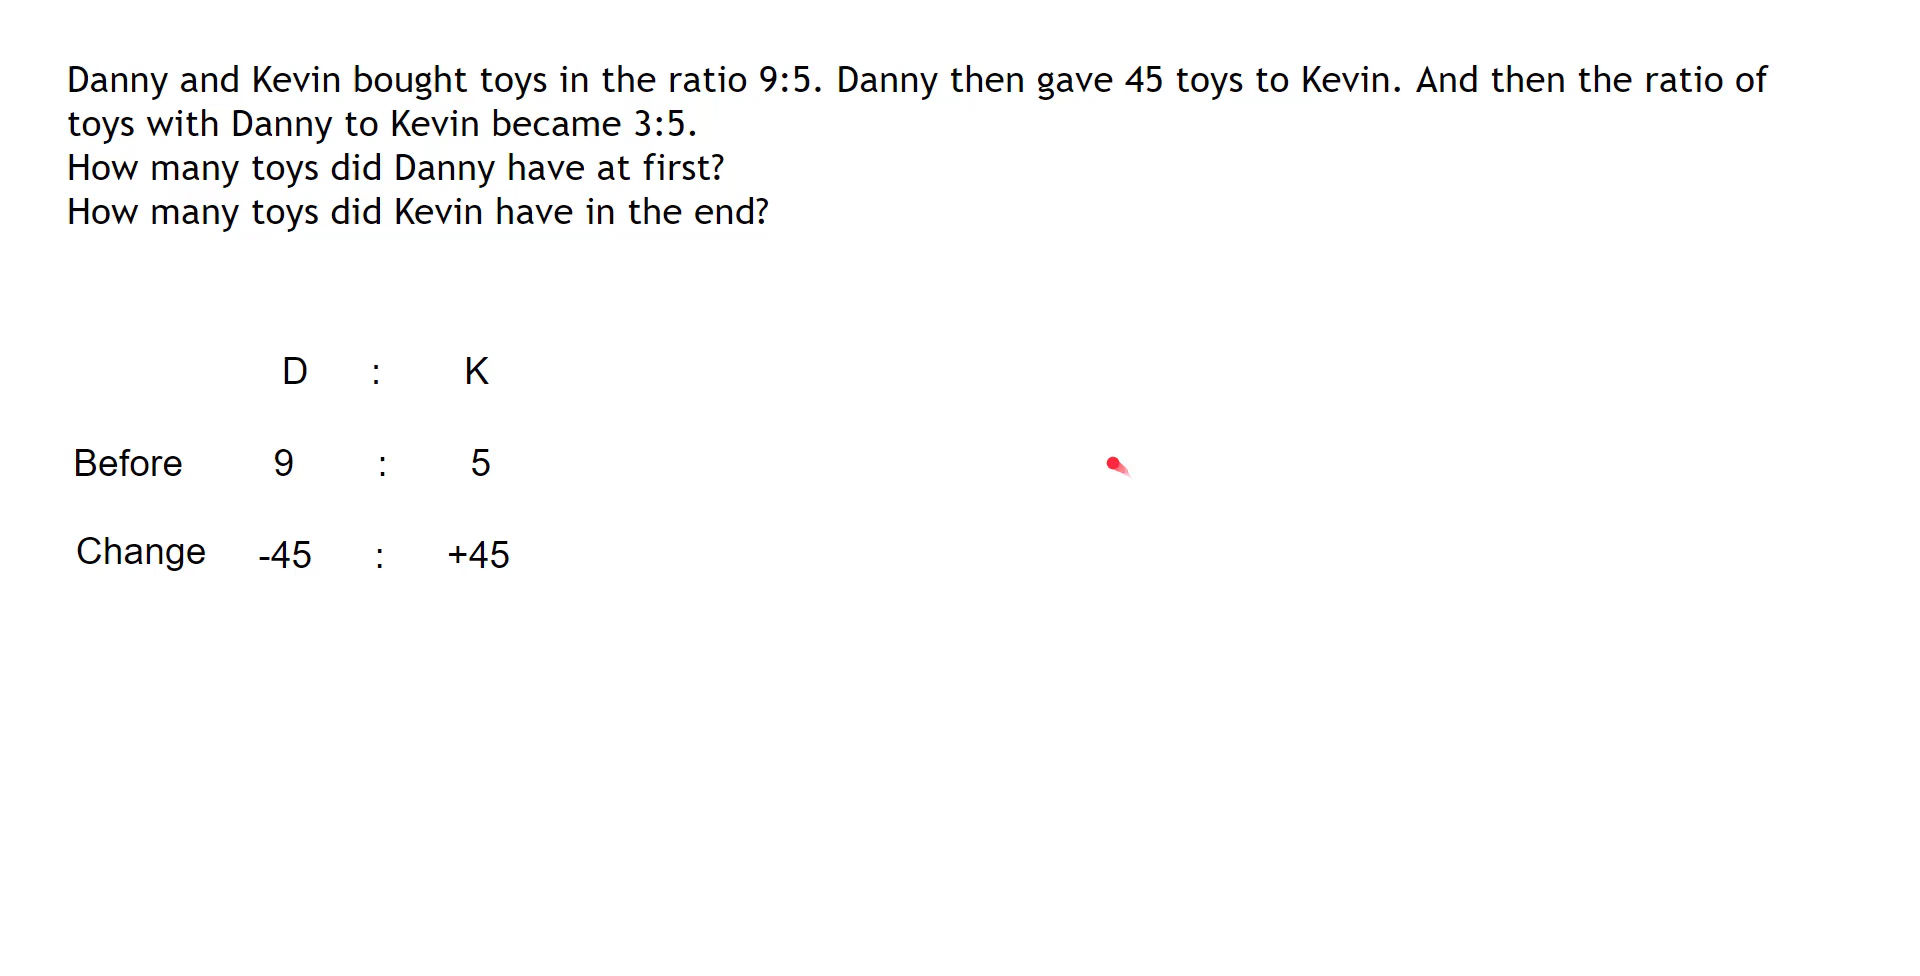 Danny and Kevin bought toys in the ratio 9:5. Danny then gave 45 toys to Kevin. And then the ratio of
toys with Danny to Kevin became 3:5.
How many toys did Danny have at first?
How many toys did Kevin have in the end?
D : K
Before 9 : 5
Change -45 : +45